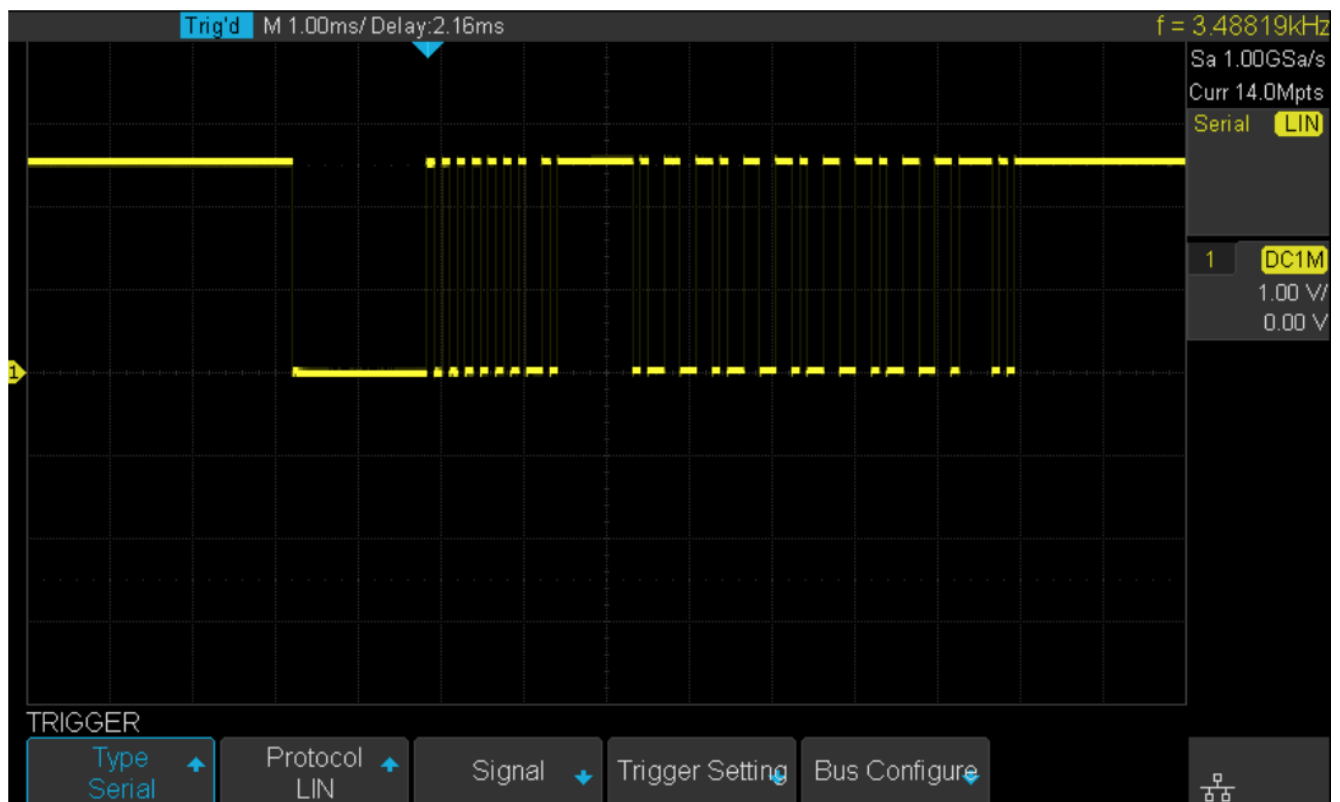 Trig'd M 1.00ms/ Delay:2.16ms f = 3.48819kHz
Sa 1.00GSa/s
Curr 14.0Mpts
Serial LIN
1 DC1M
1.00 V/
0.00 V
1
TRIGGER
Type
Serial
Protocol
LIN
Signal
Trigger Setting
Bus Configure